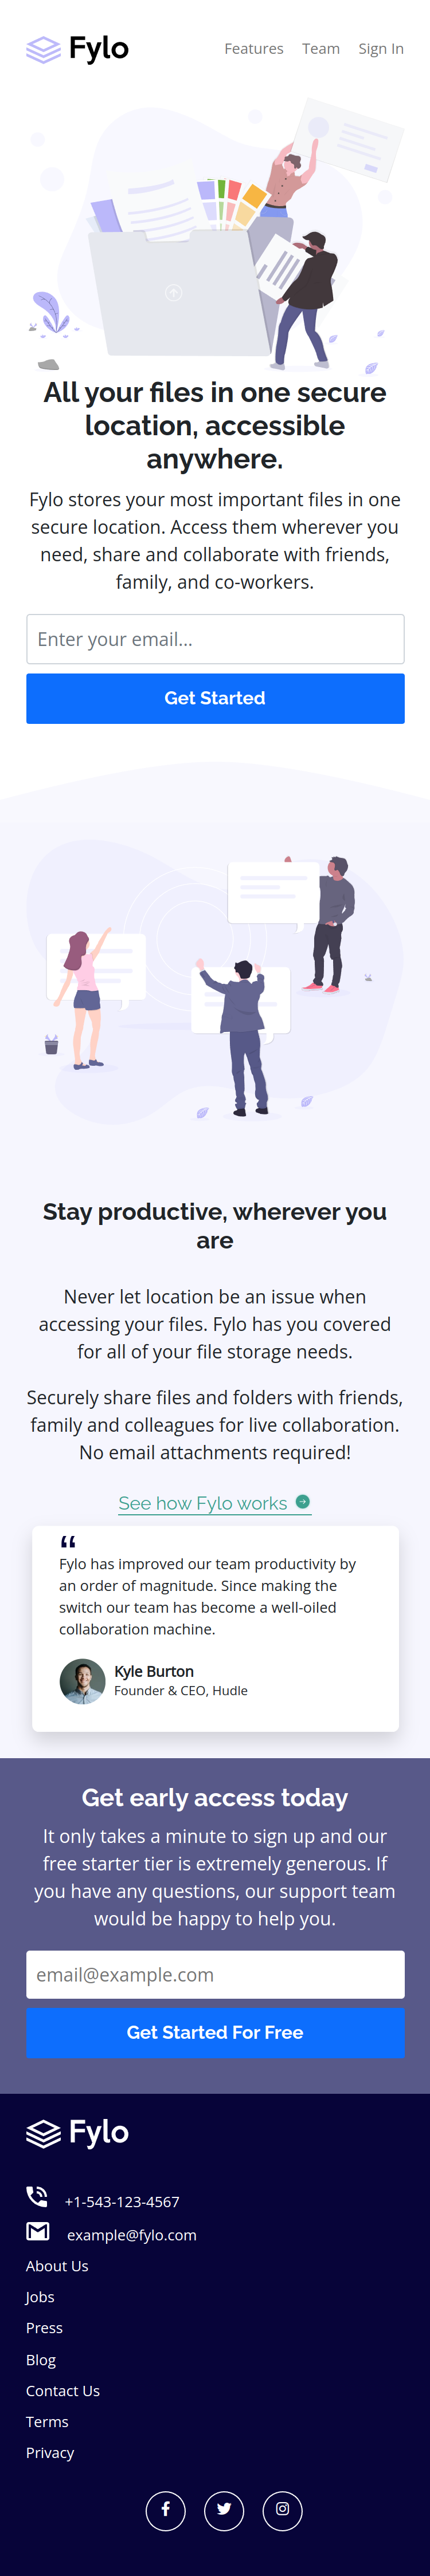 Fylo
Features Team Sign In
All your files in one secure
location, accessible
anywhere.
Fylo stores your most important files in one
secure location. Access them wherever you
need, share and collaborate with friends,
family, and co-workers.
Enter your email...
Get Started
Stay productive, wherever you
are
Never let location be an issue when
accessing your files. Fylo has you covered
for all of your file storage needs.
Securely share files and folders with friends,
family and colleagues for live collaboration.
No email attachments required!
See how Fylo works
“
Fylo has improved our team productivity by
an order of magnitude. Since making the
switch our team has become a well-oiled
collaboration machine.
Kyle Burton
Founder & CEO, Hudle
Get early access today
It only takes a minute to sign up and our
free starter tier is extremely generous. If
you have any questions, our support team
would be happy to help you.
email@example.com
Get Started For Free
Fylo
+1-543-123-4567
example@fylo.com
About Us
Jobs
Press
Blog
Contact Us
Terms
Privacy